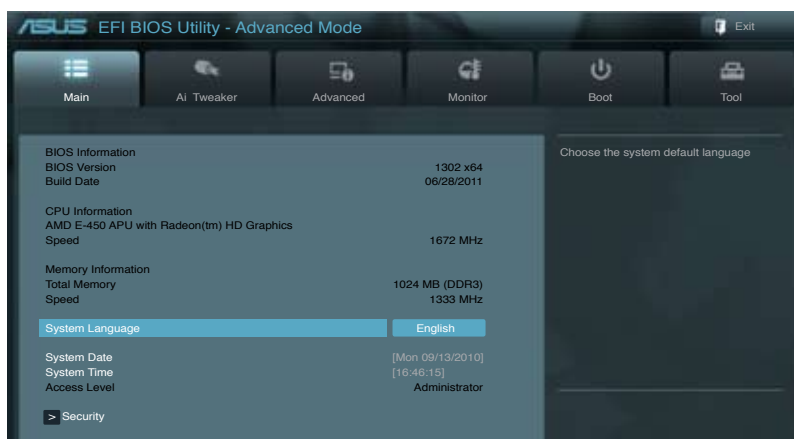 ASUS EFI BIOS Utility - Advanced Mode Exit
Main Ai Tweaker Advanced Monitor Boot Tool
BIOS Information
BIOS Version 1302 x64
Build Date 06/28/2011
CPU Information
AMD E-450 APU with Radeon(tm) HD Graphics
Speed 1672 MHz
Memory Information
Total Memory 1024 MB (DDR3)
Speed 1333 MHz
System Language English
System Date [Mon 09/13/2010]
System Time [16:46:15]
Access Level Administrator
> Security
Choose the system default language